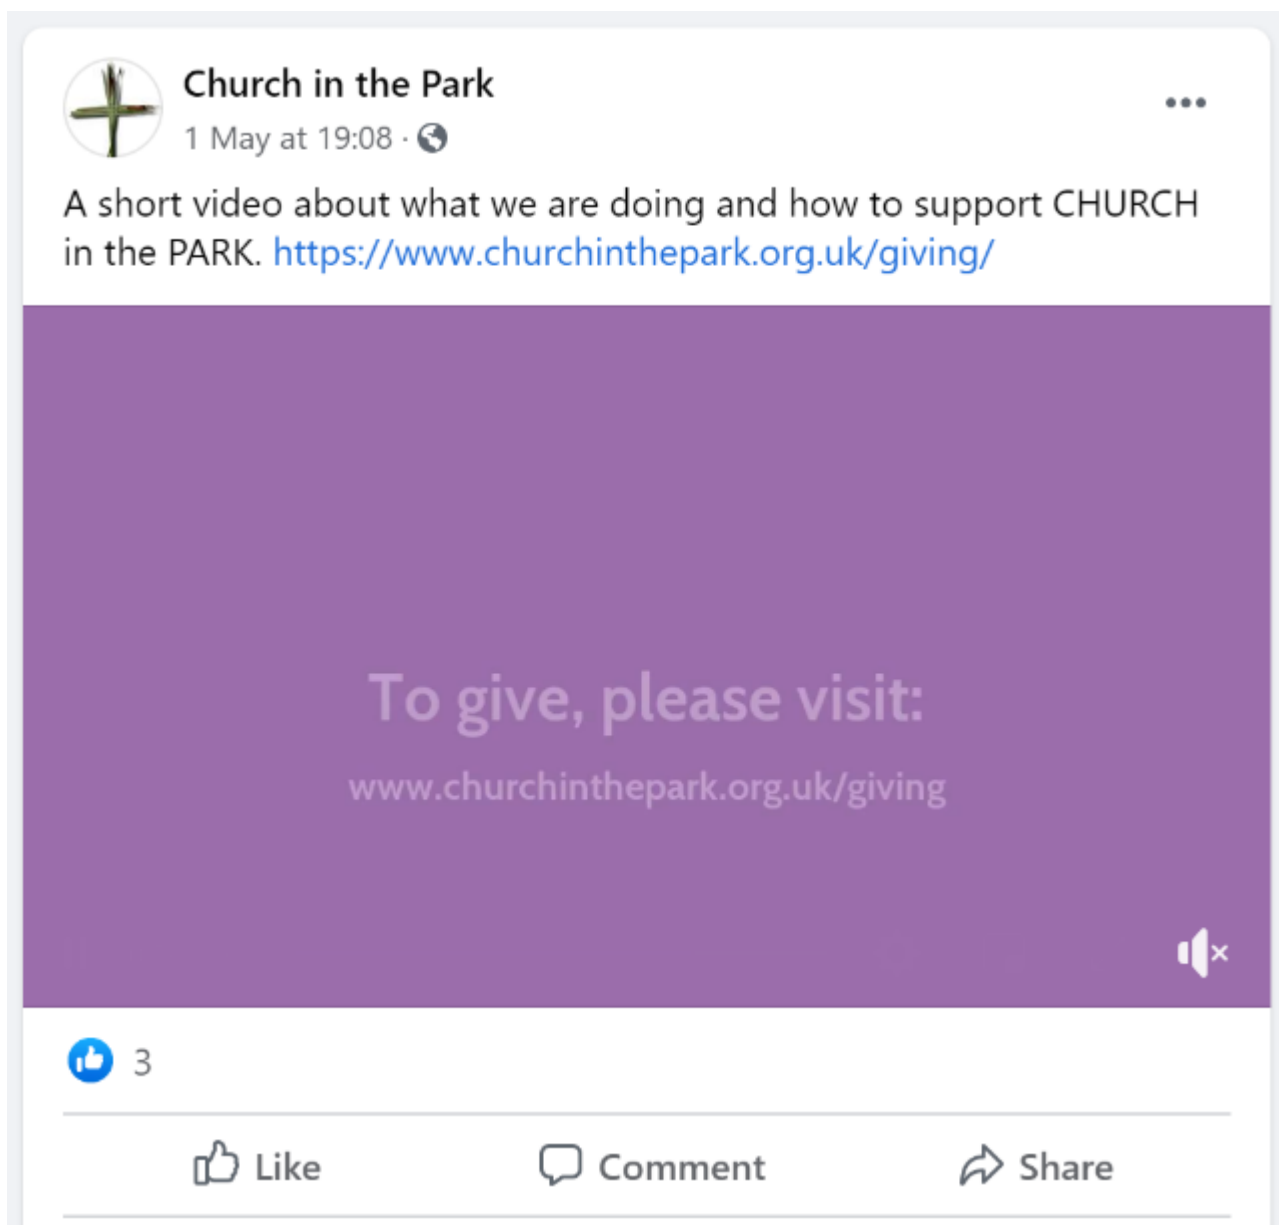 Church in the Park
1 May at 19:08 ·
A short video about what we are doing and how to support CHURCH
in the PARK. https://www.churchinthepark.org.uk/giving/
To give, please visit:
www.churchinthepark.org.uk/giving
3
Like Comment Share